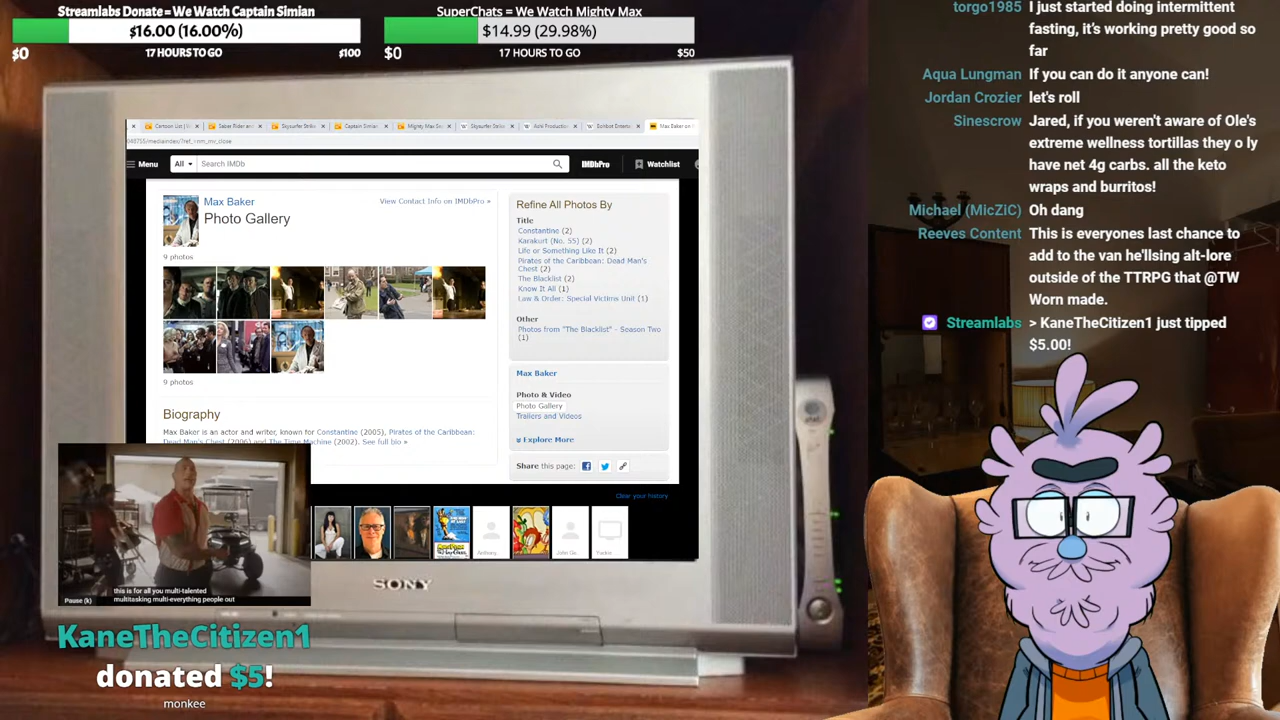 Streamlabs Donate = We Watch Captain Simian
$16.00 (16.00%)
$0
17 HOURS TO GO
$100
SuperChats = We Watch Mighty Max
$14.99 (29.98%)
$0
17 HOURS TO GO
$50
torgo1985 I just started doing intermittent
fasting, it's working pretty good so
far
Aqua Lungman If you can do it anyone can!
Jordan Crozier let's roll
Sinescrow Jared, if you weren't aware of Ole's
extreme wellness tortillas they o ly
have net 4g carbs. all the keto
wraps and burritos!
Michael (MicZiC) Oh dang
Reeves Content This is everyones last chance to
add to the van he'llsing alt-lore
outside of the TTRPG that @TW
Worn made.
Streamlabs > KaneTheCitizen1 just tipped
$5.00!
Menu
All
Search IMDb
IMDbPro
Watchlist
Max Baker
Photo Gallery
View Contact Info on IMDbPro »
9 photos
9 photos
Biography
Max Baker is an actor and writer, known for Constantine (2005), Pirates of the Caribbean:
Dead Man's Chest (2006) and The Time Machine (2002). See full bio »
Refine All Photos By
Title
Constantine (2)
Karakurt (No. 55) (2)
Life or Something Like It (2)
Pirates of the Caribbean: Dead Man's
Chest (2)
The Blacklist (2)
Know It All (1)
Law & Order: Special Victims Unit (1)
Other
Photos from "The Blacklist" - Season Two
(1)
Max Baker
Photo & Video
Photo Gallery
Trailers and Videos
Explore More
Share this page:
Clear your history
this is for all you multi-talented
multitasking multi-everything people out
Pause (k)
SONY
KaneTheCitizen1
donated $5!
monkee